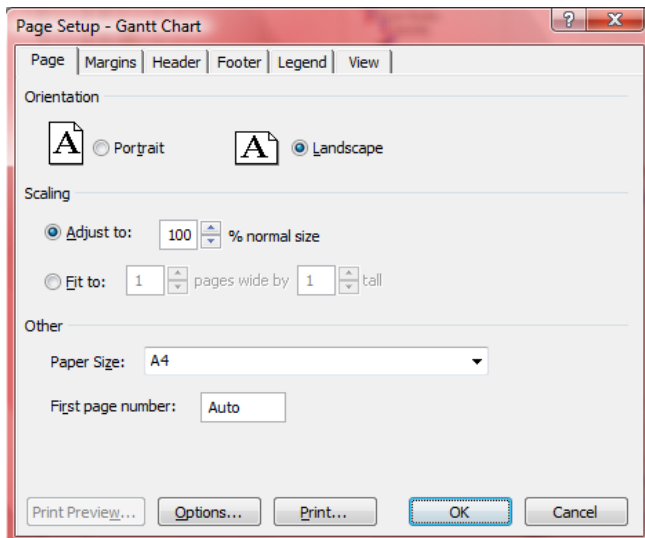 Page Setup - Gantt Chart
Page Margins Header Footer Legend View
Orientation
A Portrait A Landscape
Scaling
Adjust to: 100 % normal size
Fit to: 1 pages wide by 1 tall
Other
Paper Size: A4
First page number: Auto
Print Preview... Options... Print... OK Cancel